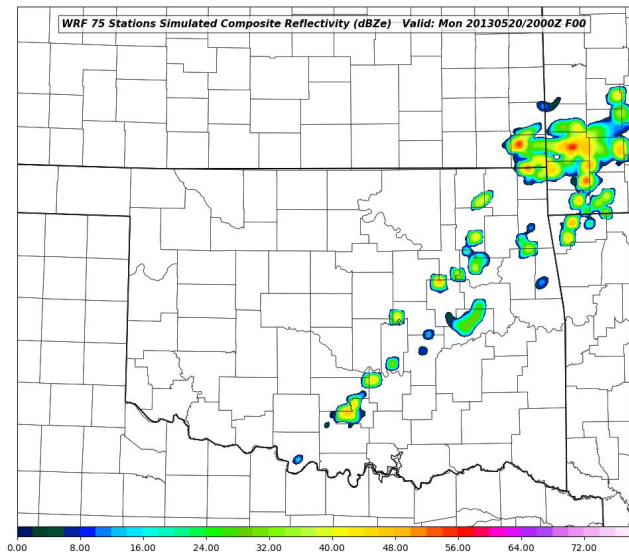 WRF 75 Stations Simulated Composite Reflectivity (dBZe) Valid: Mon 20130520/2000Z F00
0.00 8.00 16.00 24.00 32.00 40.00 48.00 56.00 64.00 72.00